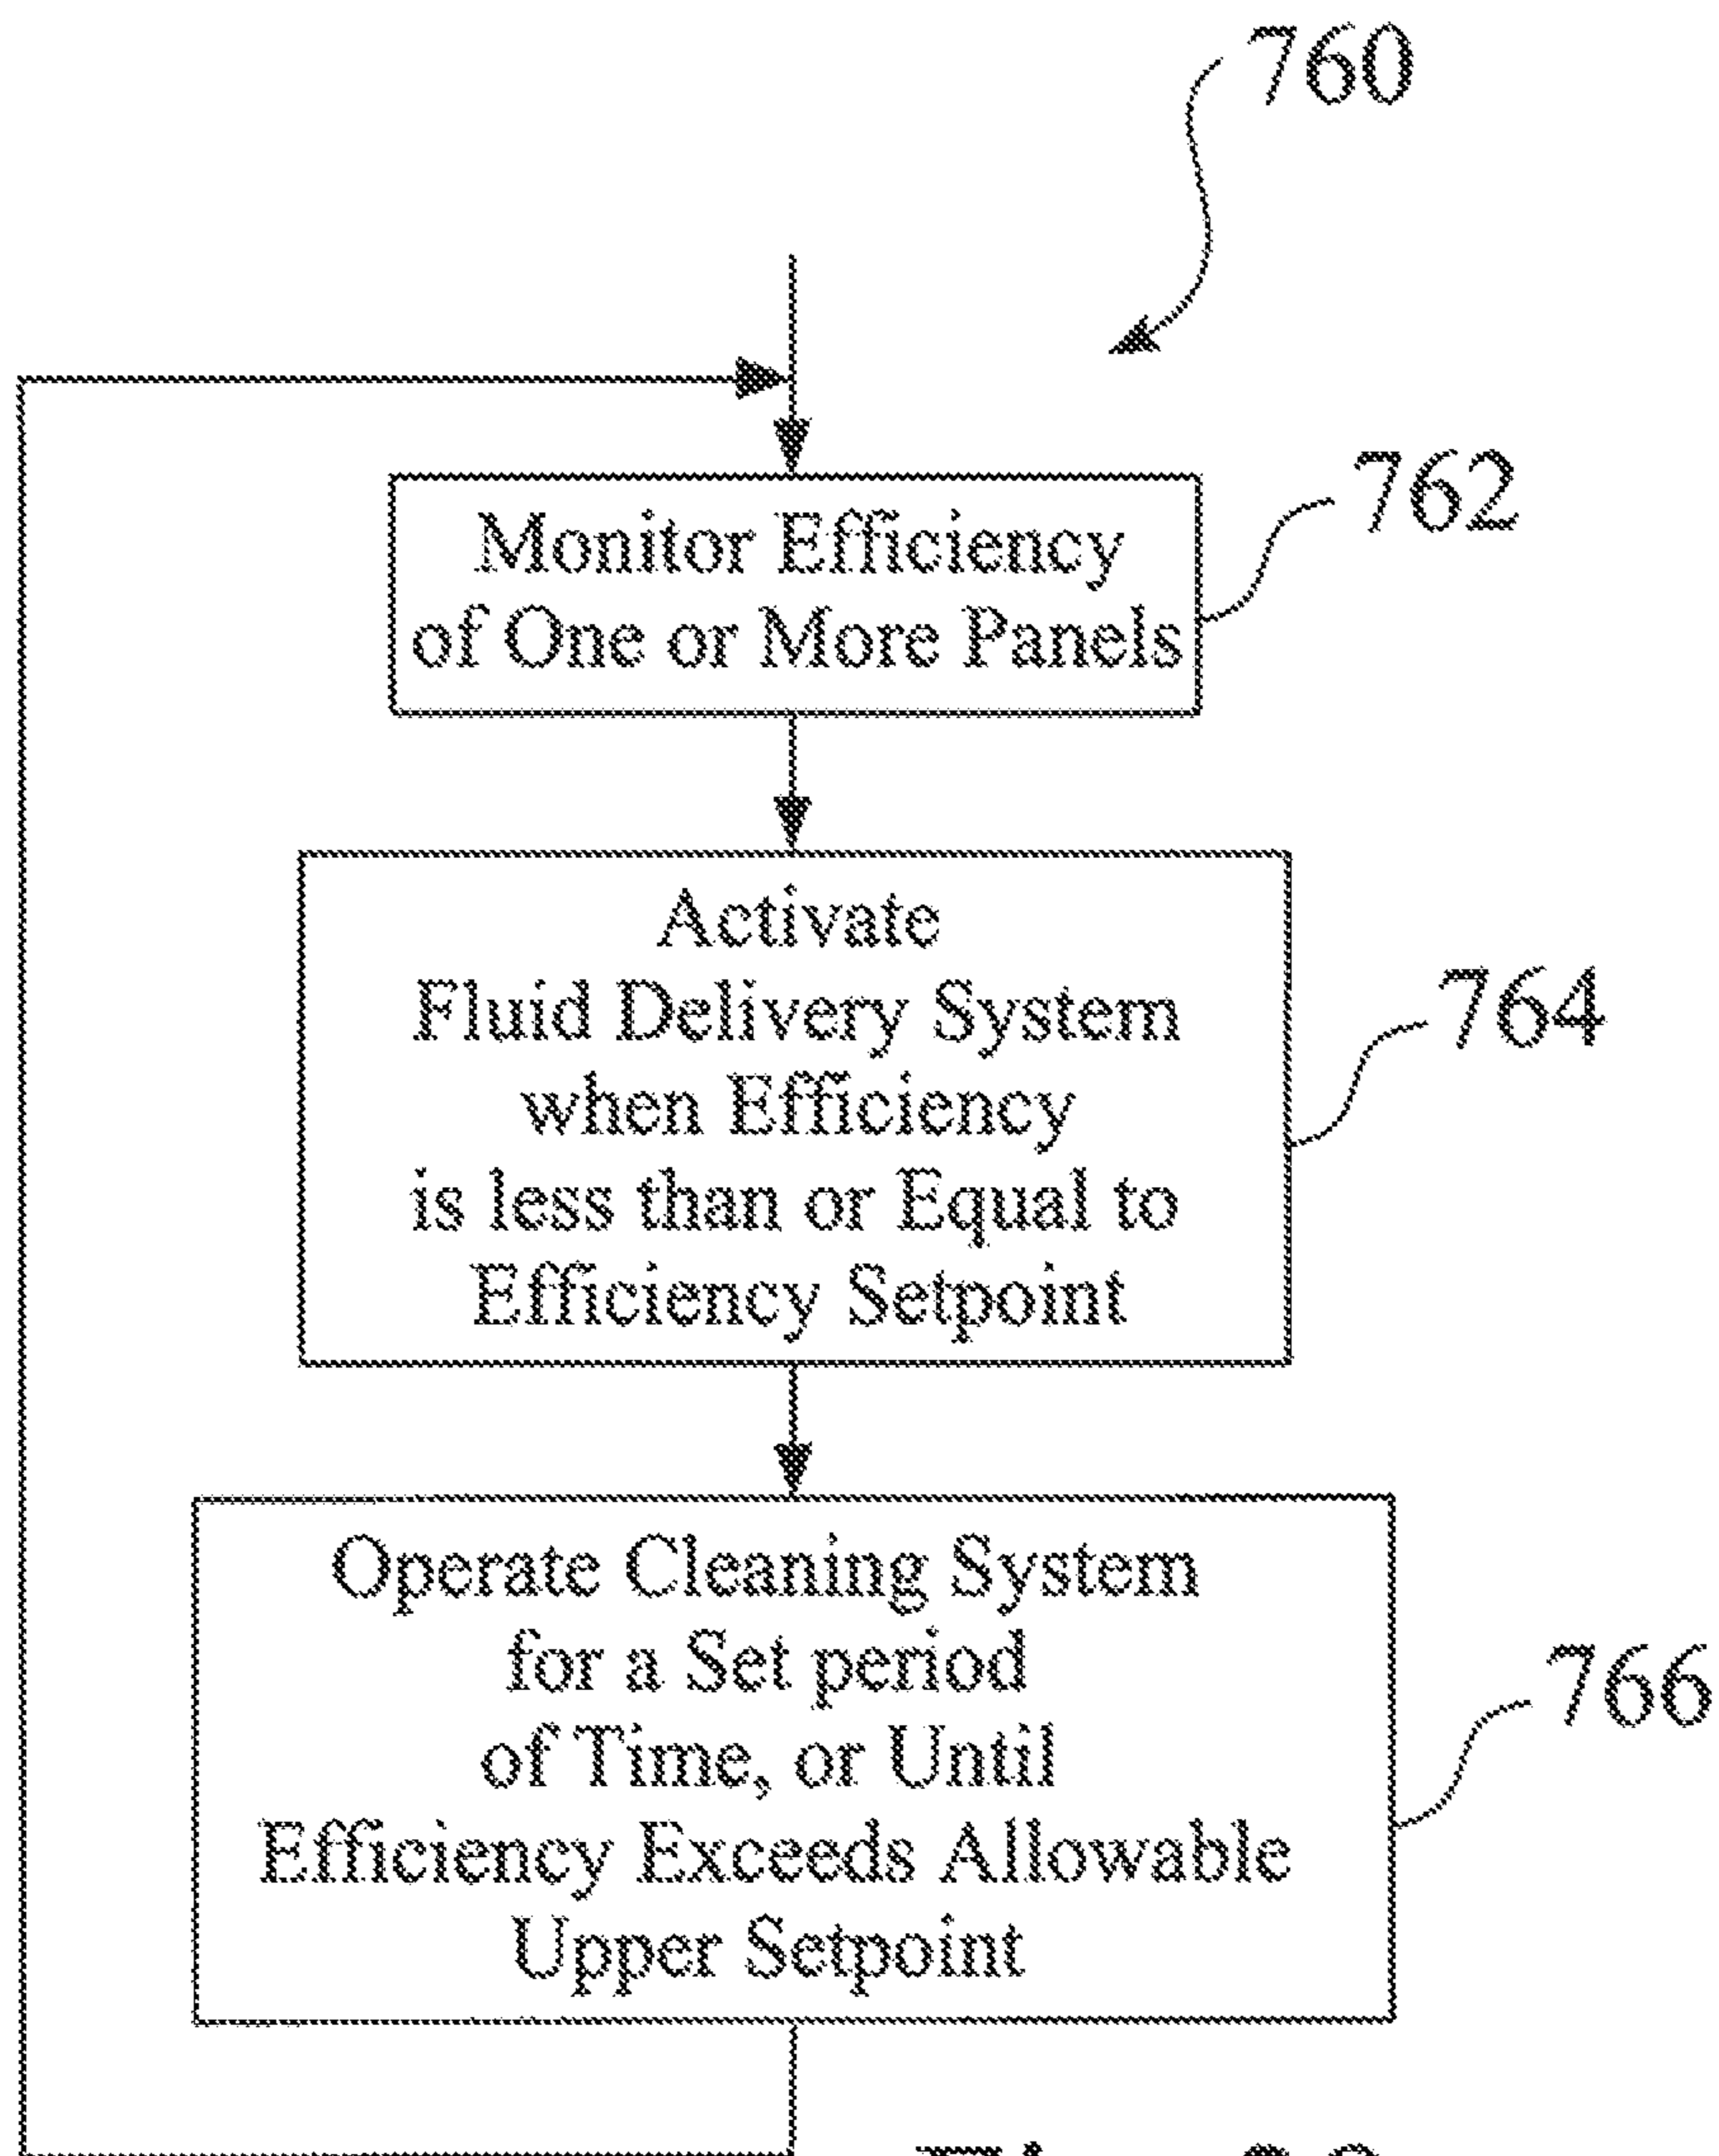 760
Monitor Efficiency
of One or More Panels
762
Activate
Fluid Delivery System
when Efficiency
is less than or Equal to
Efficiency Setpoint
764
Operate Cleaning System
for a Set period
of Time, or Until
Efficiency Exceeds Allowable
Upper Setpoint
766